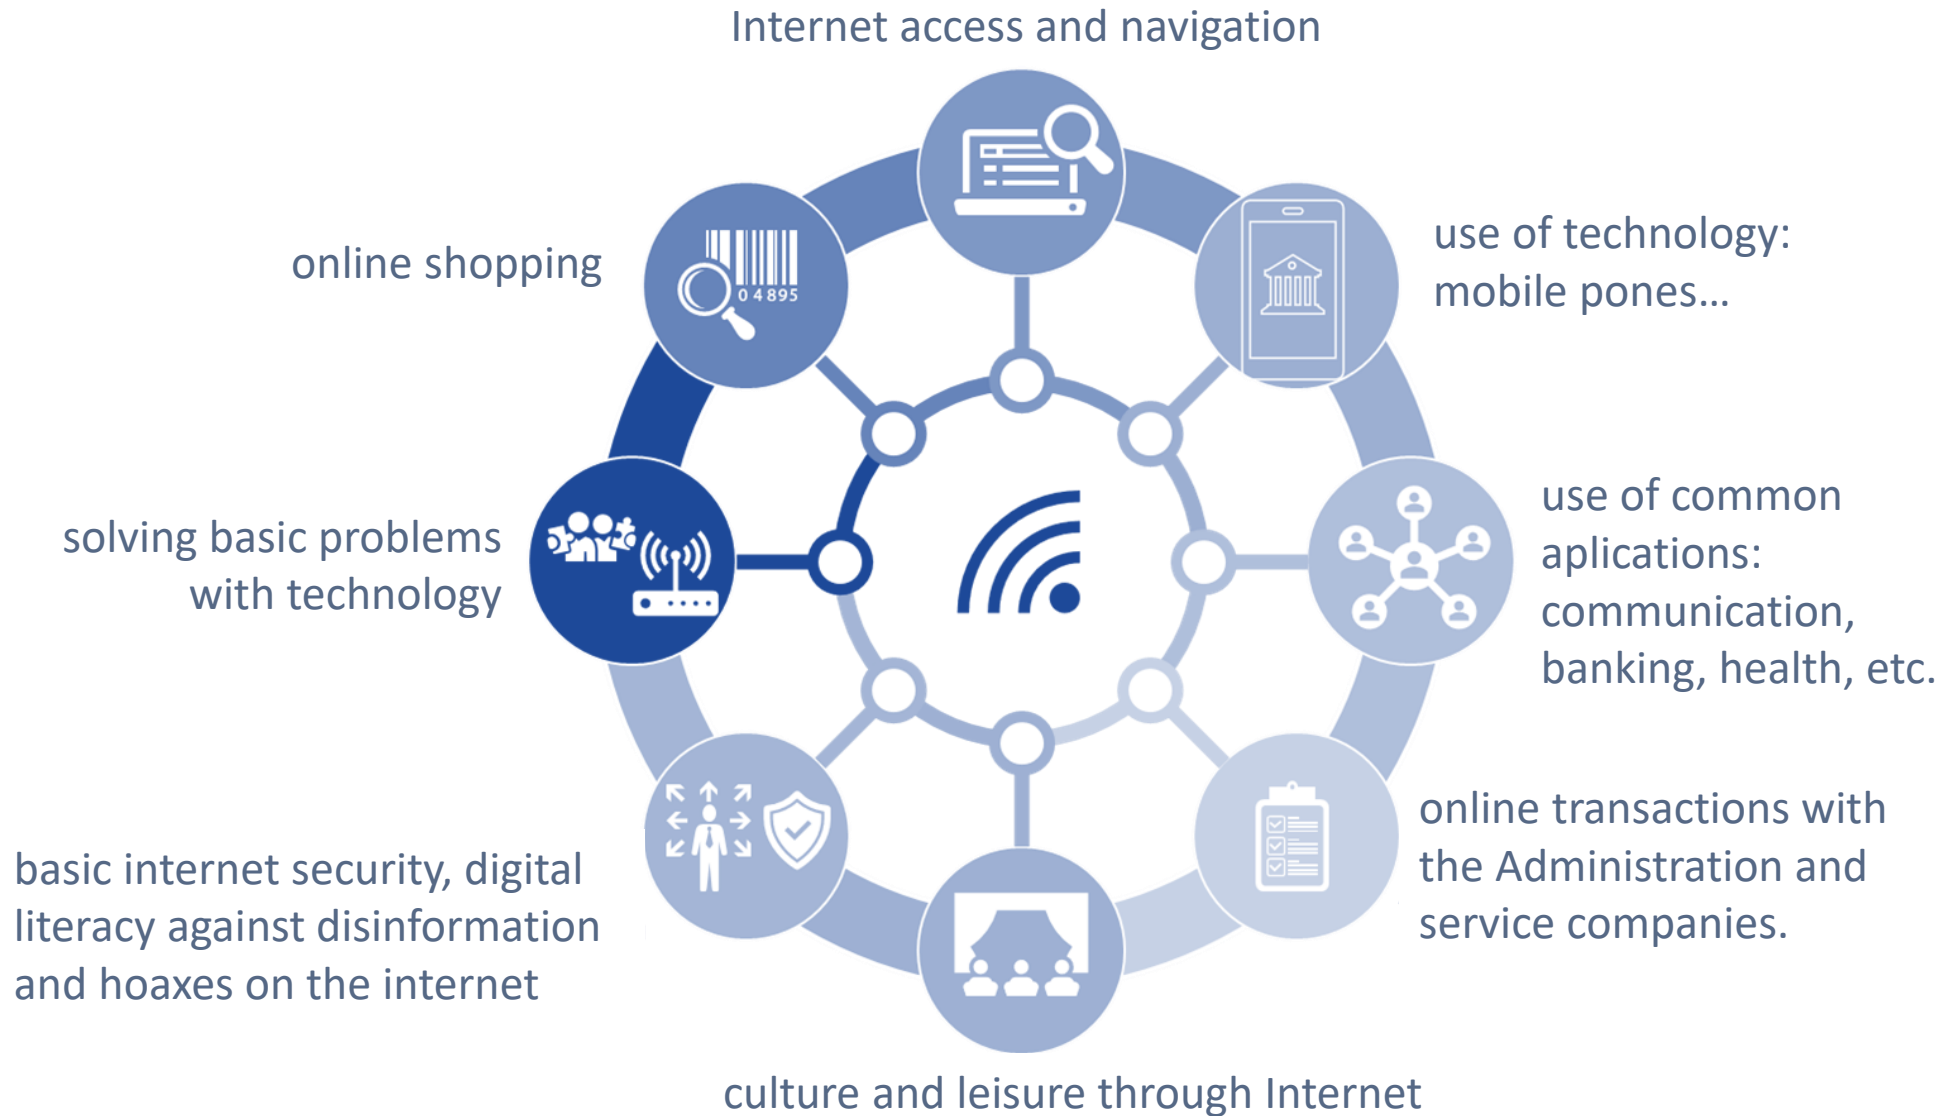 Internet access and navigation
online shopping
04895
use of technology:
mobile pones…
solving basic problems
with technology
use of common
aplications:
communication,
banking, health, etc.
basic internet security, digital
literacy against disinformation
and hoaxes on the internet
online transactions with
the Administration and
service companies.
culture and leisure through Internet